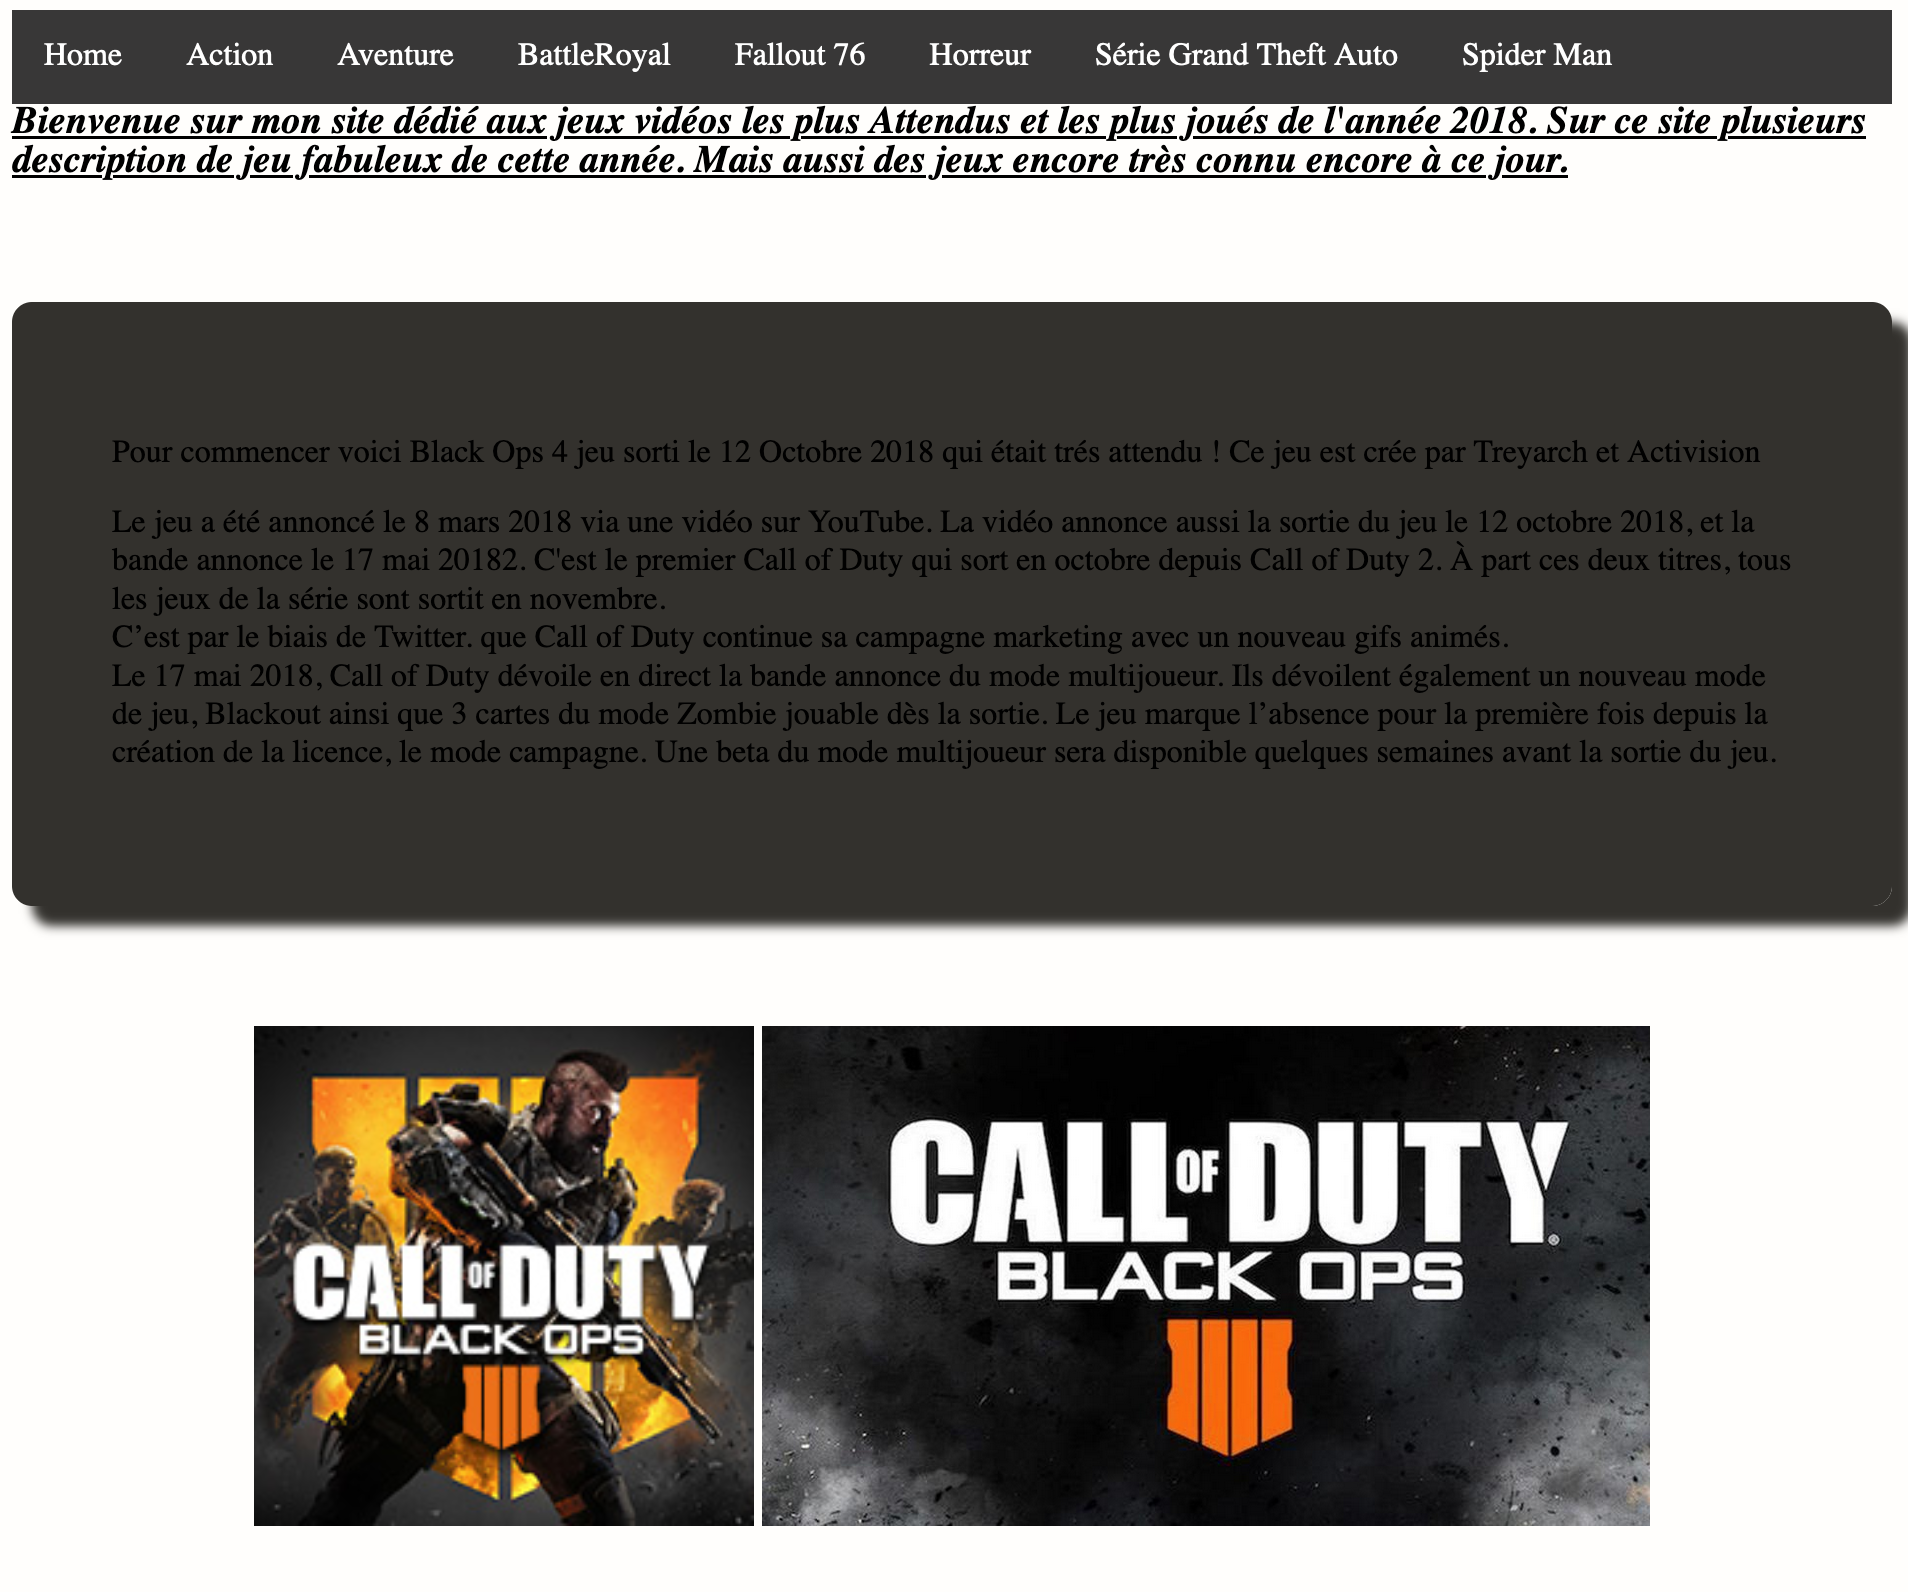 Home Action Aventure BattleRoyal Fallout 76 Horreur Série Grand Theft Auto Spider Man
Bienvenue sur mon site dédié aux jeux vidéos les plus Attendus et les plus joués de l'année 2018. Sur ce site plusieurs
description de jeu fabuleux de cette année. Mais aussi des jeux encore très connu encore à ce jour.
Pour commencer voici Black Ops 4 jeu sorti le 12 Octobre 2018 qui était trés attendu ! Ce jeu est crée par Treyarch et Activision
Le jeu a été annoncé le 8 mars 2018 via une vidéo sur YouTube. La vidéo annonce aussi la sortie du jeu le 12 octobre 2018, et la
bande annonce le 17 mai 20182. C'est le premier Call of Duty qui sort en octobre depuis Call of Duty 2. À part ces deux titres, tous
les jeux de la série sont sortit en novembre.
C’est par le biais de Twitter. que Call of Duty continue sa campagne marketing avec un nouveau gifs animés.
Le 17 mai 2018, Call of Duty dévoile en direct la bande annonce du mode multijoueur. Ils dévoilent également un nouveau mode
de jeu, Blackout ainsi que 3 cartes du mode Zombie jouable dès la sortie. Le jeu marque l’absence pour la première fois depuis la
création de la licence, le mode campagne. Une beta du mode multijoueur sera disponible quelques semaines avant la sortie du jeu.
CALL OF DUTY
BLACK OPS
IIII
CALL OF DUTY®
BLACK OPS
IIII